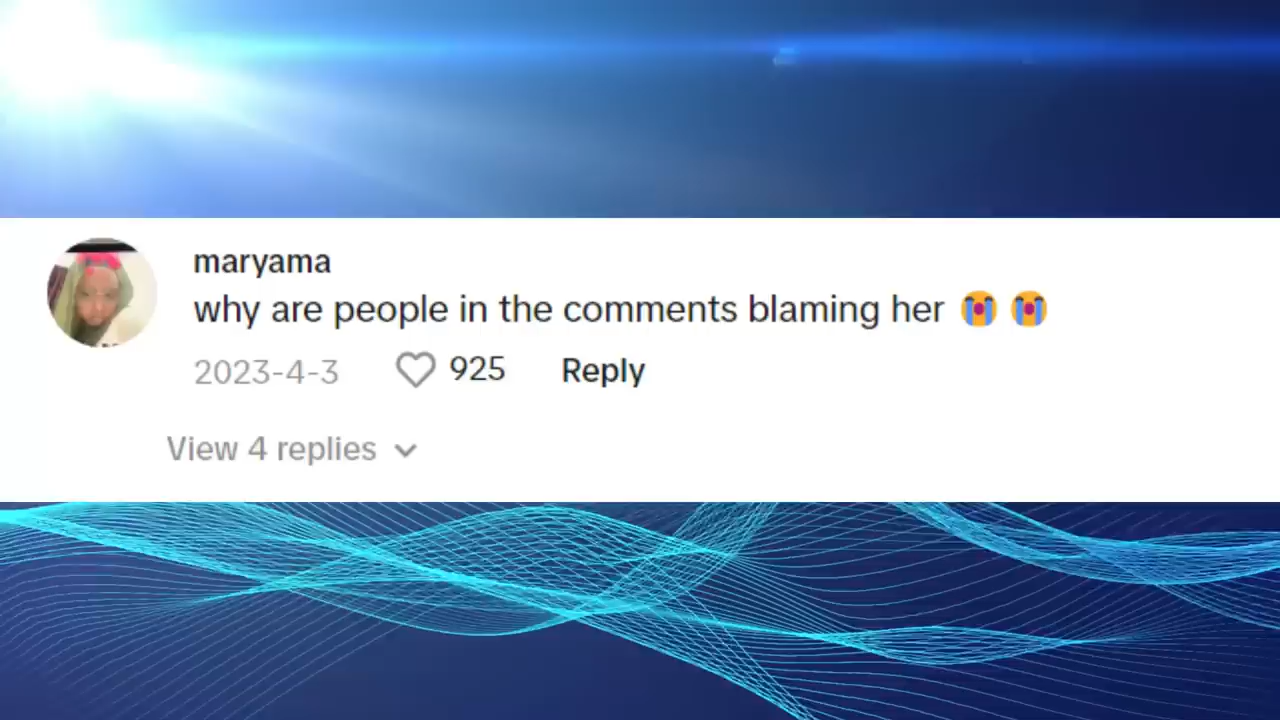 maryama
why are people in the comments blaming her 😭😭
2023-4-3 925 Reply
View 4 replies